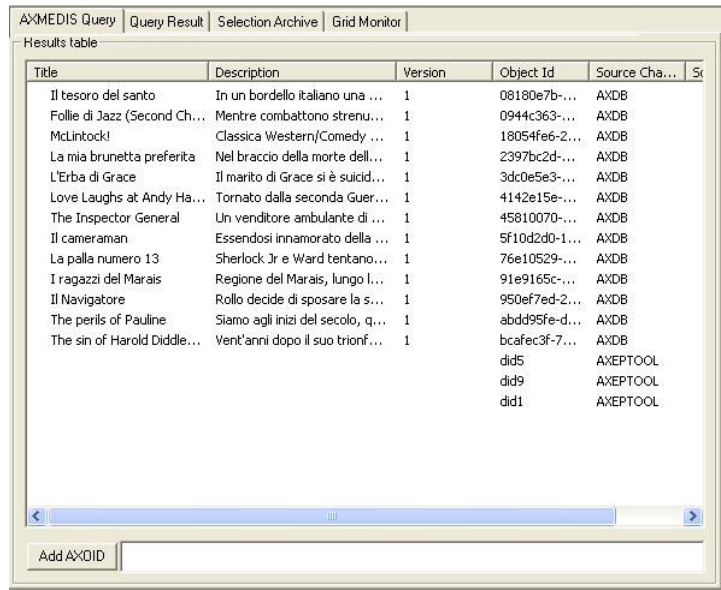 AXMEDIS Query Query Result Selection Archive Grid Monitor
Results table
Title Description Version Object Id Source Cha... So
Il tesoro del santo In un bordello italiano una ... 1 08180e7b-... AXDB
Follie di Jazz (Second Ch... Mentre combattono strenu... 1 0944c363-... AXDB
McLintock! Classica Western/Comedy ... 1 18054fe6-2... AXDB
La mia brunetta preferita Nel braccio della morte dell... 1 2397bc2d-... AXDB
L'Erba di Grace Il marito di Grace si è suicid... 1 3dc0e5e3-... AXDB
Love Laughs at Andy Ha... Tornato dalla seconda Guer... 1 4142e15e-... AXDB
The Inspector General Un venditore ambulante di ... 1 45810070-... AXDB
Il cameraman Essendosi innamorato della ... 1 5f10d2d0-1... AXDB
La palla numero 13 Sherlock Jr e Ward tentano... 1 76e10529-... AXDB
I ragazzi del Marais Regione del Marais, lungo l... 1 91e9165c-... AXDB
Il Navigatore Rollo decide di sposare la s... 1 950ef7ed-2... AXDB
The perils of Pauline Siamo agli inizi del secolo, q... 1 abdd95fe-d... AXDB
The sin of Harold Diddle... Vent'anni dopo il suo trionf... 1 bcafec3f-7... AXDB
did5 AXEPTOOL
did9 AXEPTOOL
did1 AXEPTOOL
Add AXOID